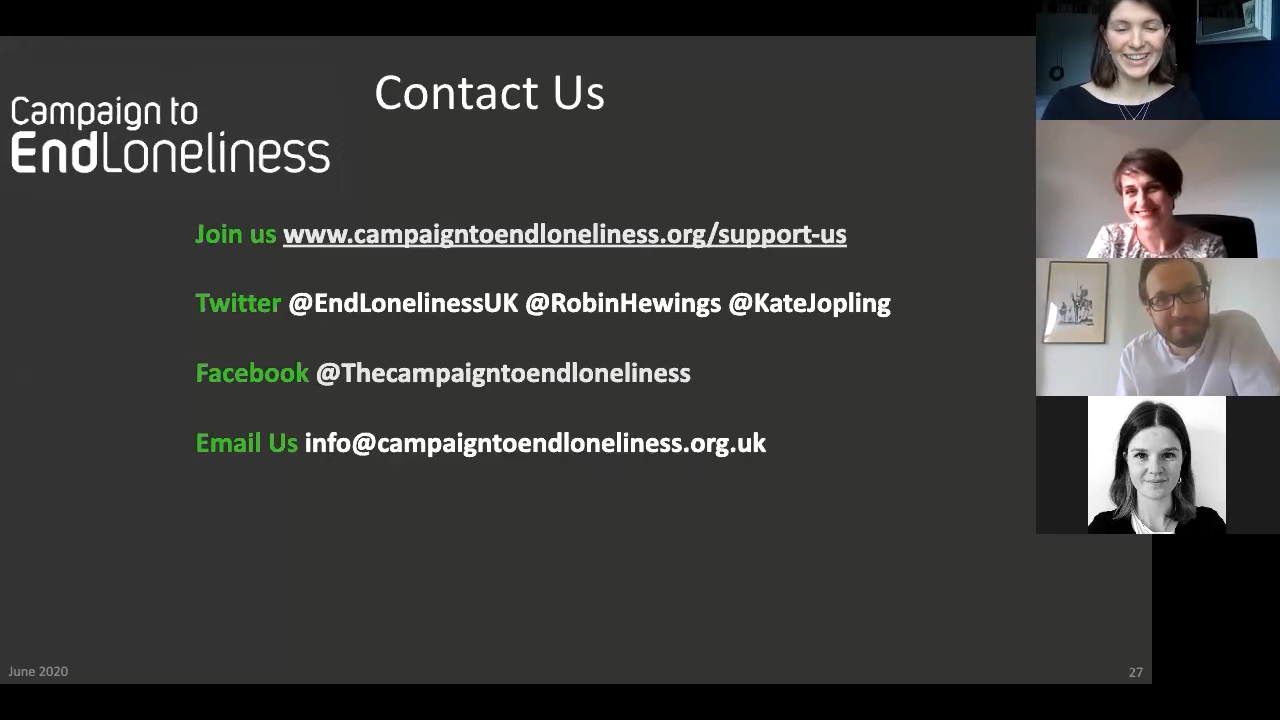 Contact Us
Campaign to
EndLoneliness
Join us www.campaigntoendloneliness.org/support-us
Twitter @EndLonelinessUK @RobinHewings @KateJopling
Facebook @Thecampaigntoendloneliness
Email Us info@campaigntoendloneliness.org.uk
June 2020
27